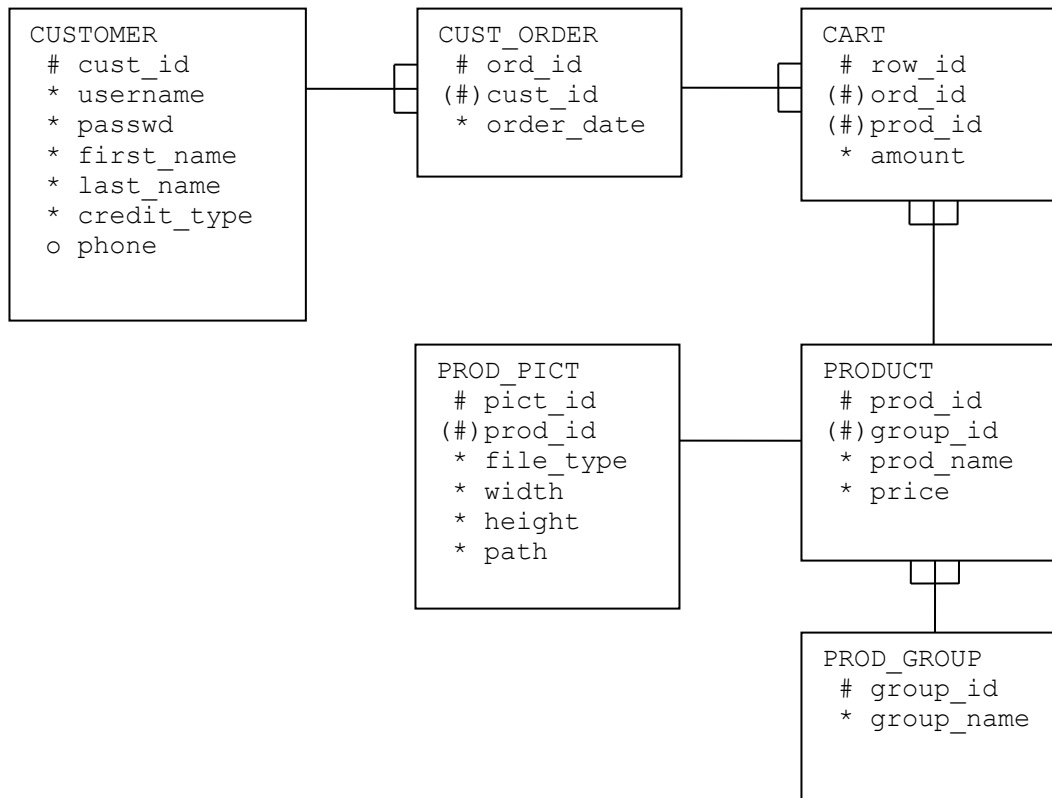 CUSTOMER
# cust_id
* username
* passwd
* first_name
* last_name
* credit_type
o phone
CUST_ORDER
# ord_id
(#)cust_id
* order_date
CART
# row_id
(#)ord_id
(#)prod_id
* amount
PROD_PICT
# pict_id
(#)prod_id
* file_type
* width
* height
* path
PRODUCT
# prod_id
(#)group_id
* prod_name
* price
PROD_GROUP
# group_id
* group_name